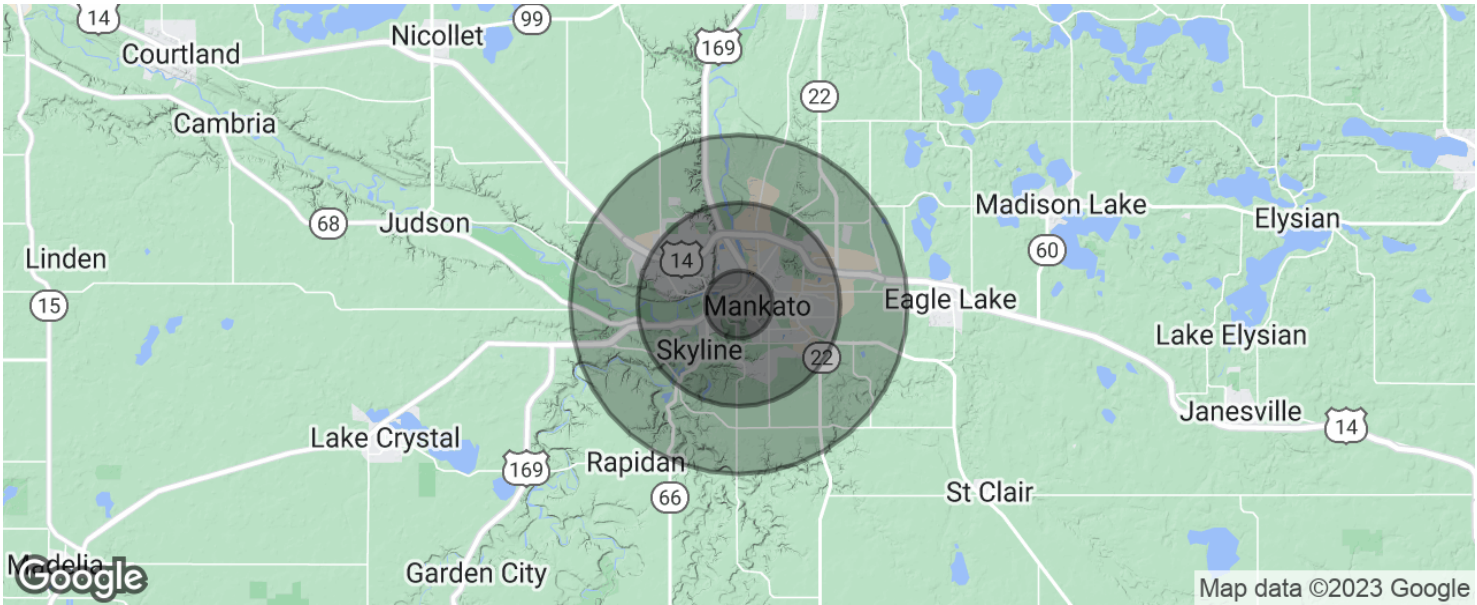 14
99
Nicollet
Courtland
169
22
Cambria
Madison Lake
68
Judson
Elysian
60
Linden
14
15
Mankato
Eagle Lake
Lake Elysian
Skyline
22
Janesville
14
Lake Crystal
169
Rapidan
66
St Clair
Madelia
Garden City
Google
Map data ©2023 Google